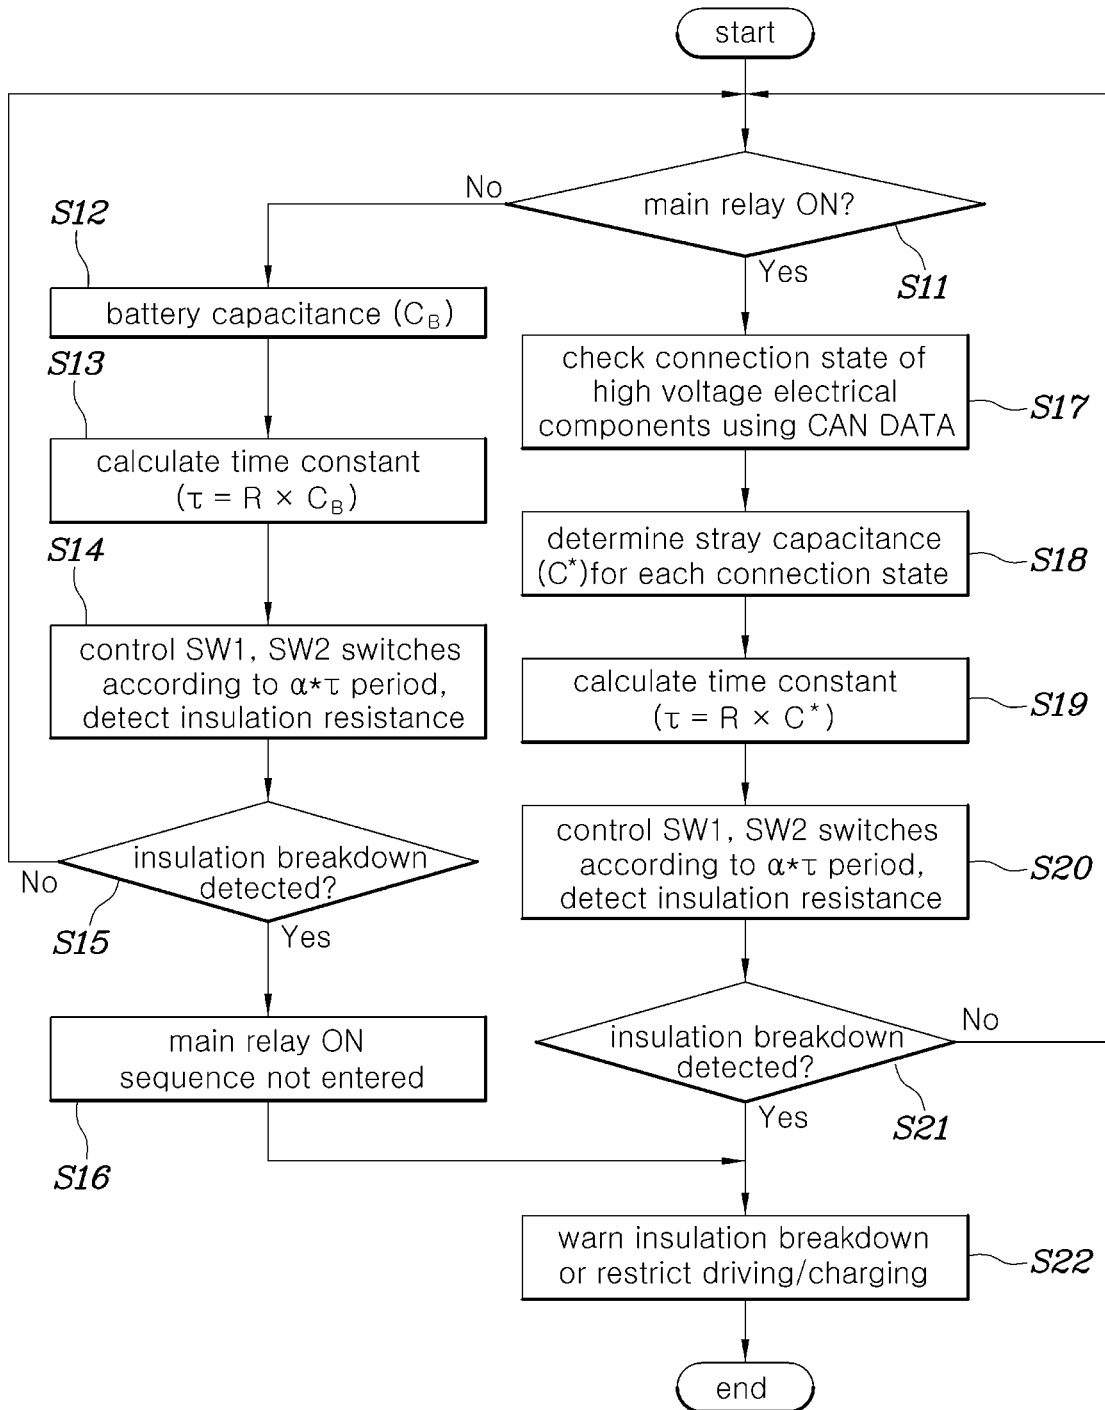 start
main relay ON?
No
Yes
S11
S12
battery capacitance (C_B)
S13
calculate time constant
(τ = R × C_B)
S14
control SW1, SW2 switches
according to α*τ period,
detect insulation resistance
insulation breakdown
detected?
No
Yes
S15
main relay ON
sequence not entered
S16
check connection state of
high voltage electrical
components using CAN DATA
S17
determine stray capacitance
(C*)for each connection state
S18
calculate time constant
(τ = R × C*)
S19
control SW1, SW2 switches
according to α*τ period,
detect insulation resistance
S20
insulation breakdown
detected?
No
Yes
S21
warn insulation breakdown
or restrict driving/charging
S22
end